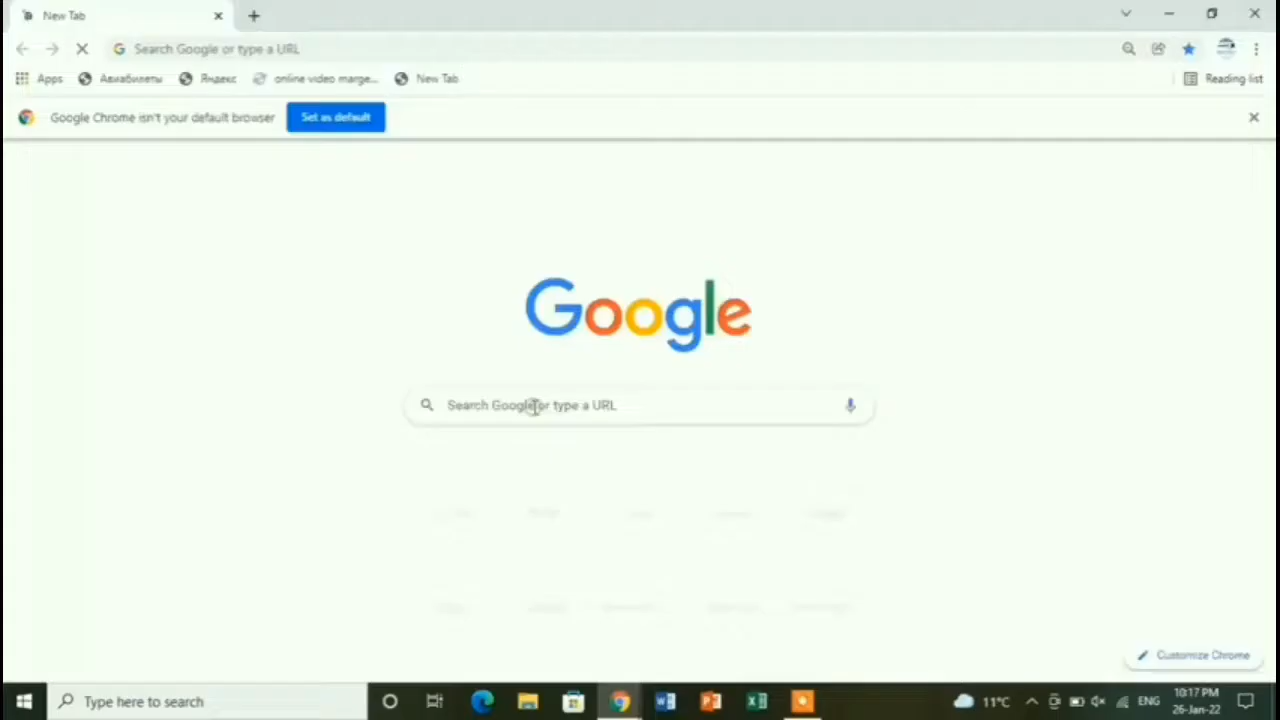 New Tab
Search Google or type a URL
Apps
Авиабилеты
Яндекс
online video marge...
New Tab
Reading list
Google Chrome isn't your default browser
Set as default
Google
Search Google or type a URL
Customize Chrome
Type here to search
11°C
ENG
10:17 PM
26-Jan-22